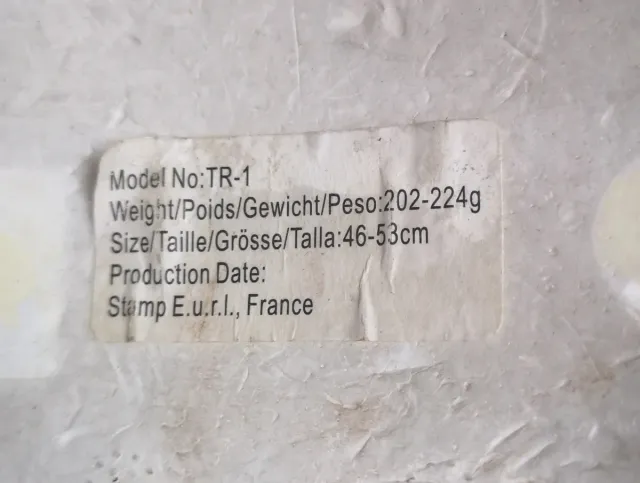 Model No:TR-1
Weight/Poids/Gewicht/Peso:202-224g
Size/Taille/Grösse/Talla:46-53cm
Production Date:
Stamp E.u.r.l., France